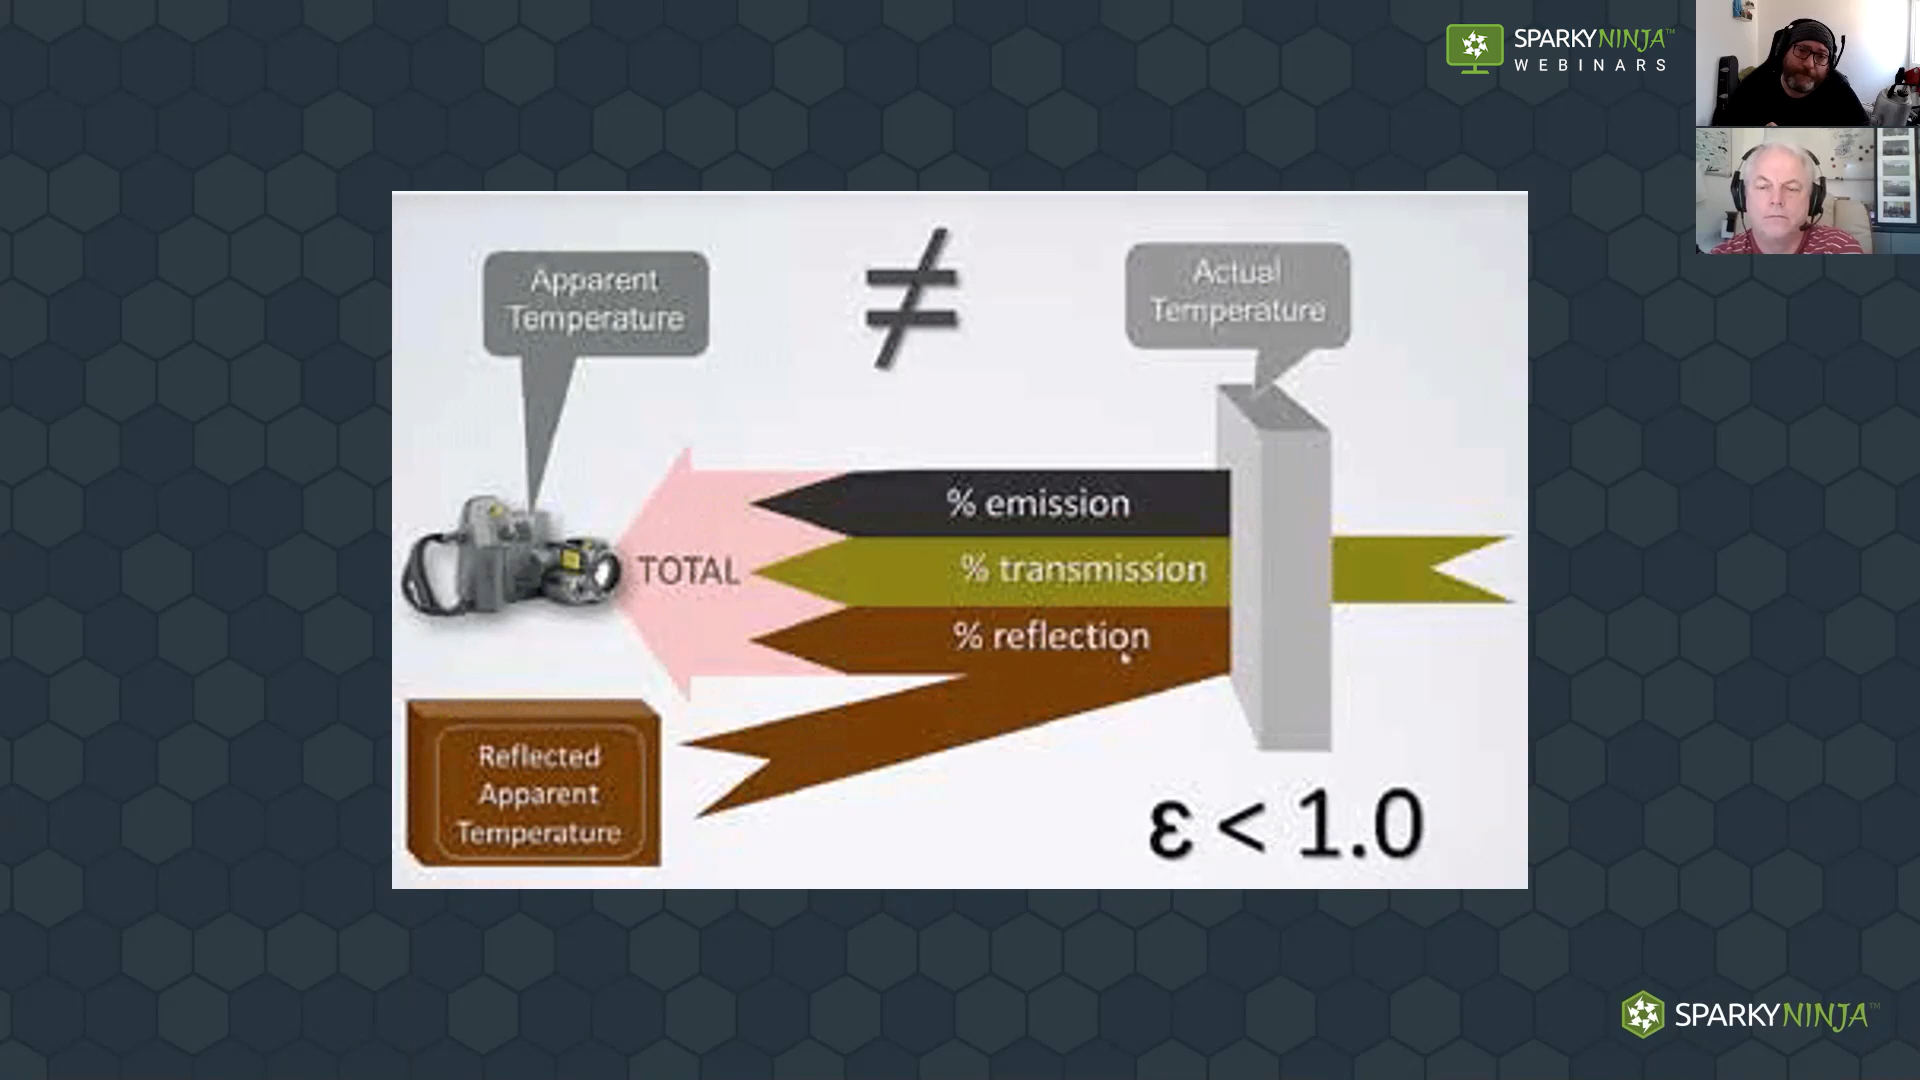 SPARKYNINJA™
WEBINARS
Apparent
Temperature
≠
Actual
Temperature
% emission
TOTAL
% transmission
% reflection
Reflected
Apparent
Temperature
ε < 1.0
SPARKYNINJA™